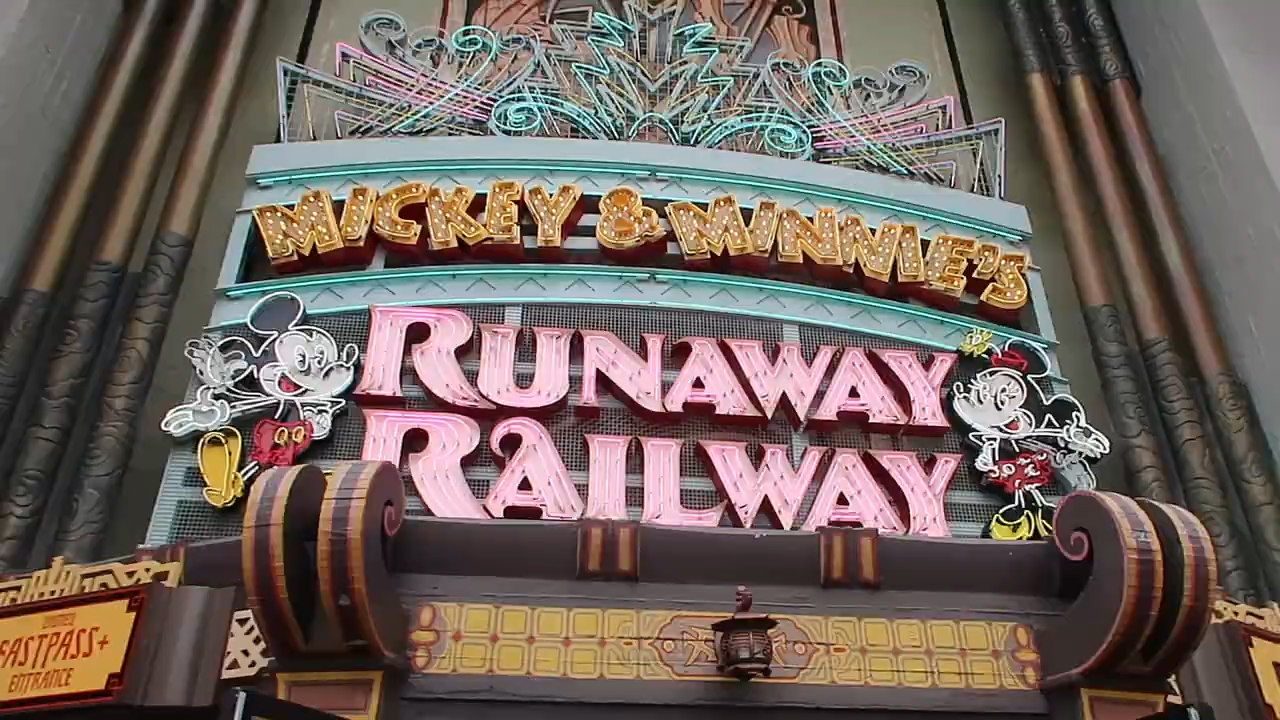 MICKEY & MINNIE'S
RUNAWAY
RAILWAY
FASTPASS+
ENTRANCE